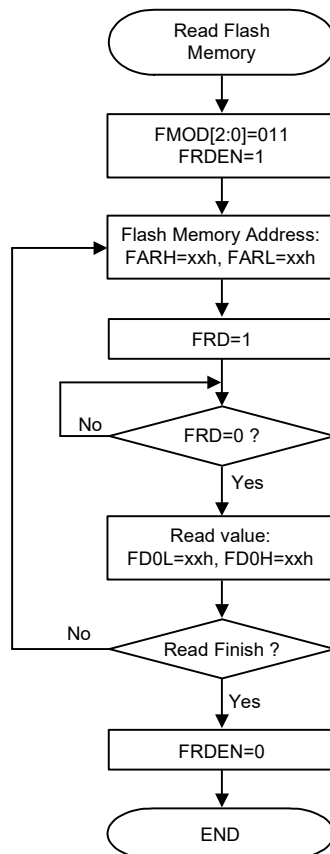 Read Flash
Memory
FMOD[2:0]=011
FRDEN=1
Flash Memory Address:
FARH=xxh, FARL=xxh
FRD=1
No
FRD=0 ?
Yes
Read value:
FD0L=xxh, FD0H=xxh
No
Read Finish ?
Yes
FRDEN=0
END